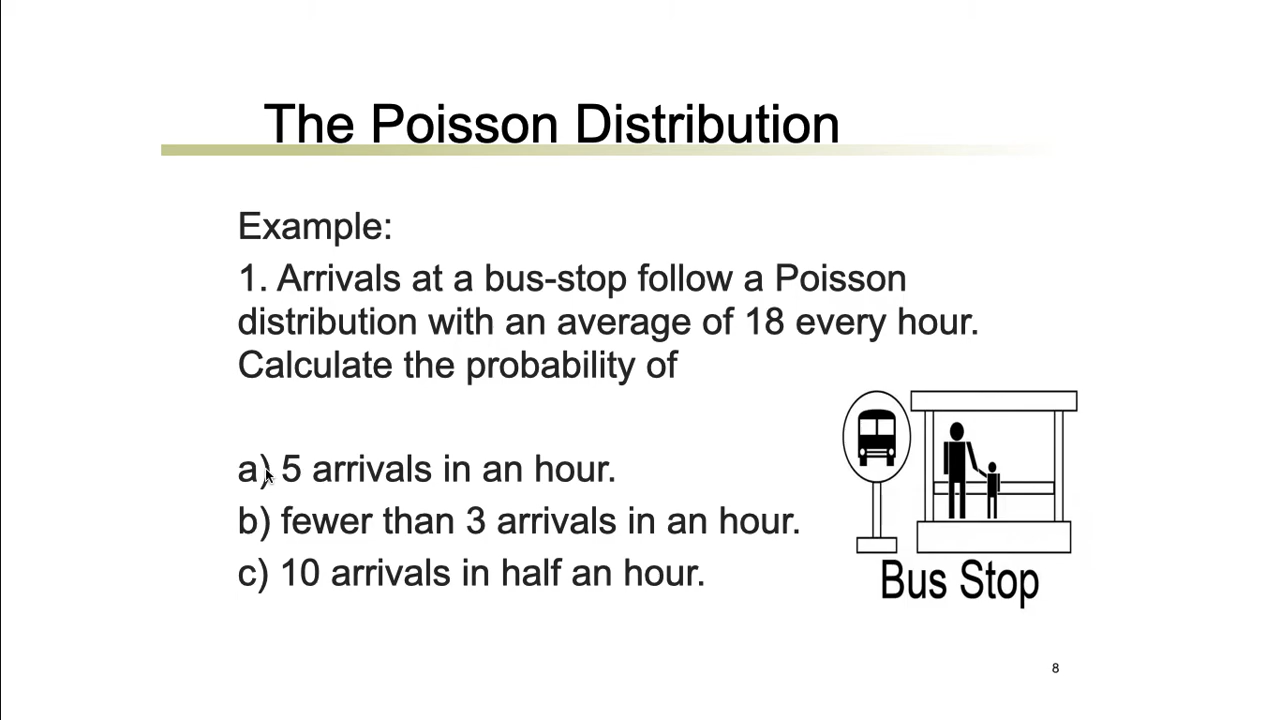 The Poisson Distribution
Example:
1. Arrivals at a bus-stop follow a Poisson
distribution with an average of 18 every hour.
Calculate the probability of
a) 5 arrivals in an hour.
b) fewer than 3 arrivals in an hour.
c) 10 arrivals in half an hour.
Bus Stop
8